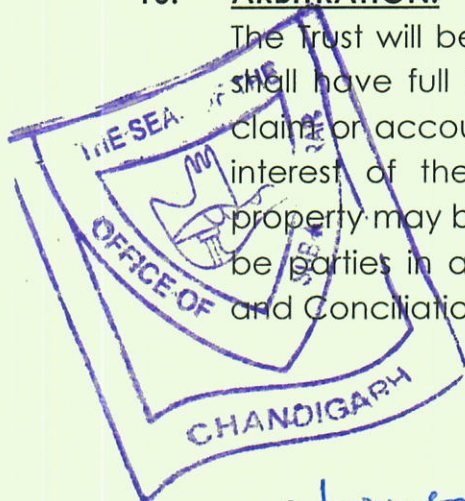 ARBITRATION:
The Trust will be
shall have full
claim or accou
interest of the
property may b
be parties in a
and Conciliatio
THE SEAL OF THE
OFFICE OF
CHANDIGARH